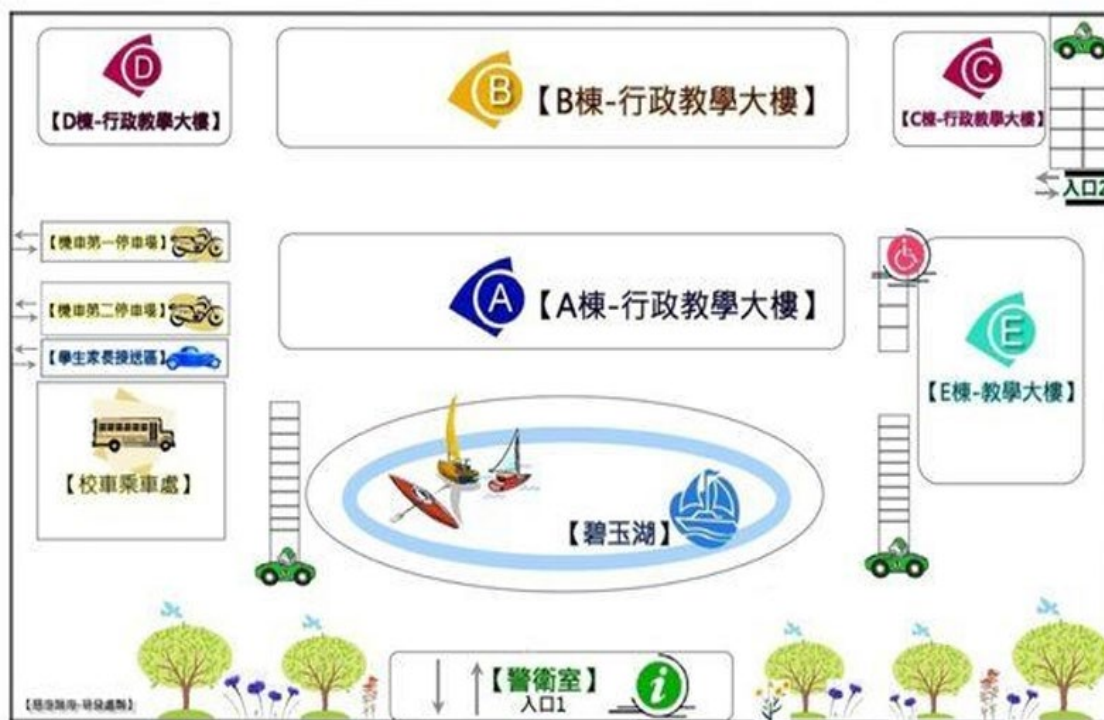 D
【D棟-行政教學大樓】
B
【B棟-行政教學大樓】
C
【C棟-行政教學大樓】
入口2
【機車第一停車場】
【機車第二停車場】
【學生家長接送區】
【校車乘車處】
A
【A棟-行政教學大樓】
E
【E棟-教學大樓】
【碧玉湖】
【警衛室】
入口1
i